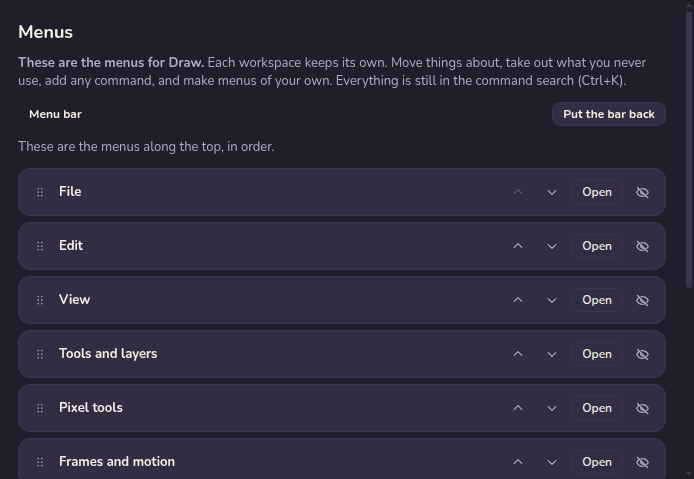 Menus
These are the menus for Draw. Each workspace keeps its own. Move things about, take out what you never
use, add any command, and make menus of your own. Everything is still in the command search (Ctrl+K).
Menu bar
Put the bar back
These are the menus along the top, in order.
File
Open
Edit
Open
View
Open
Tools and layers
Open
Pixel tools
Open
Frames and motion
Open